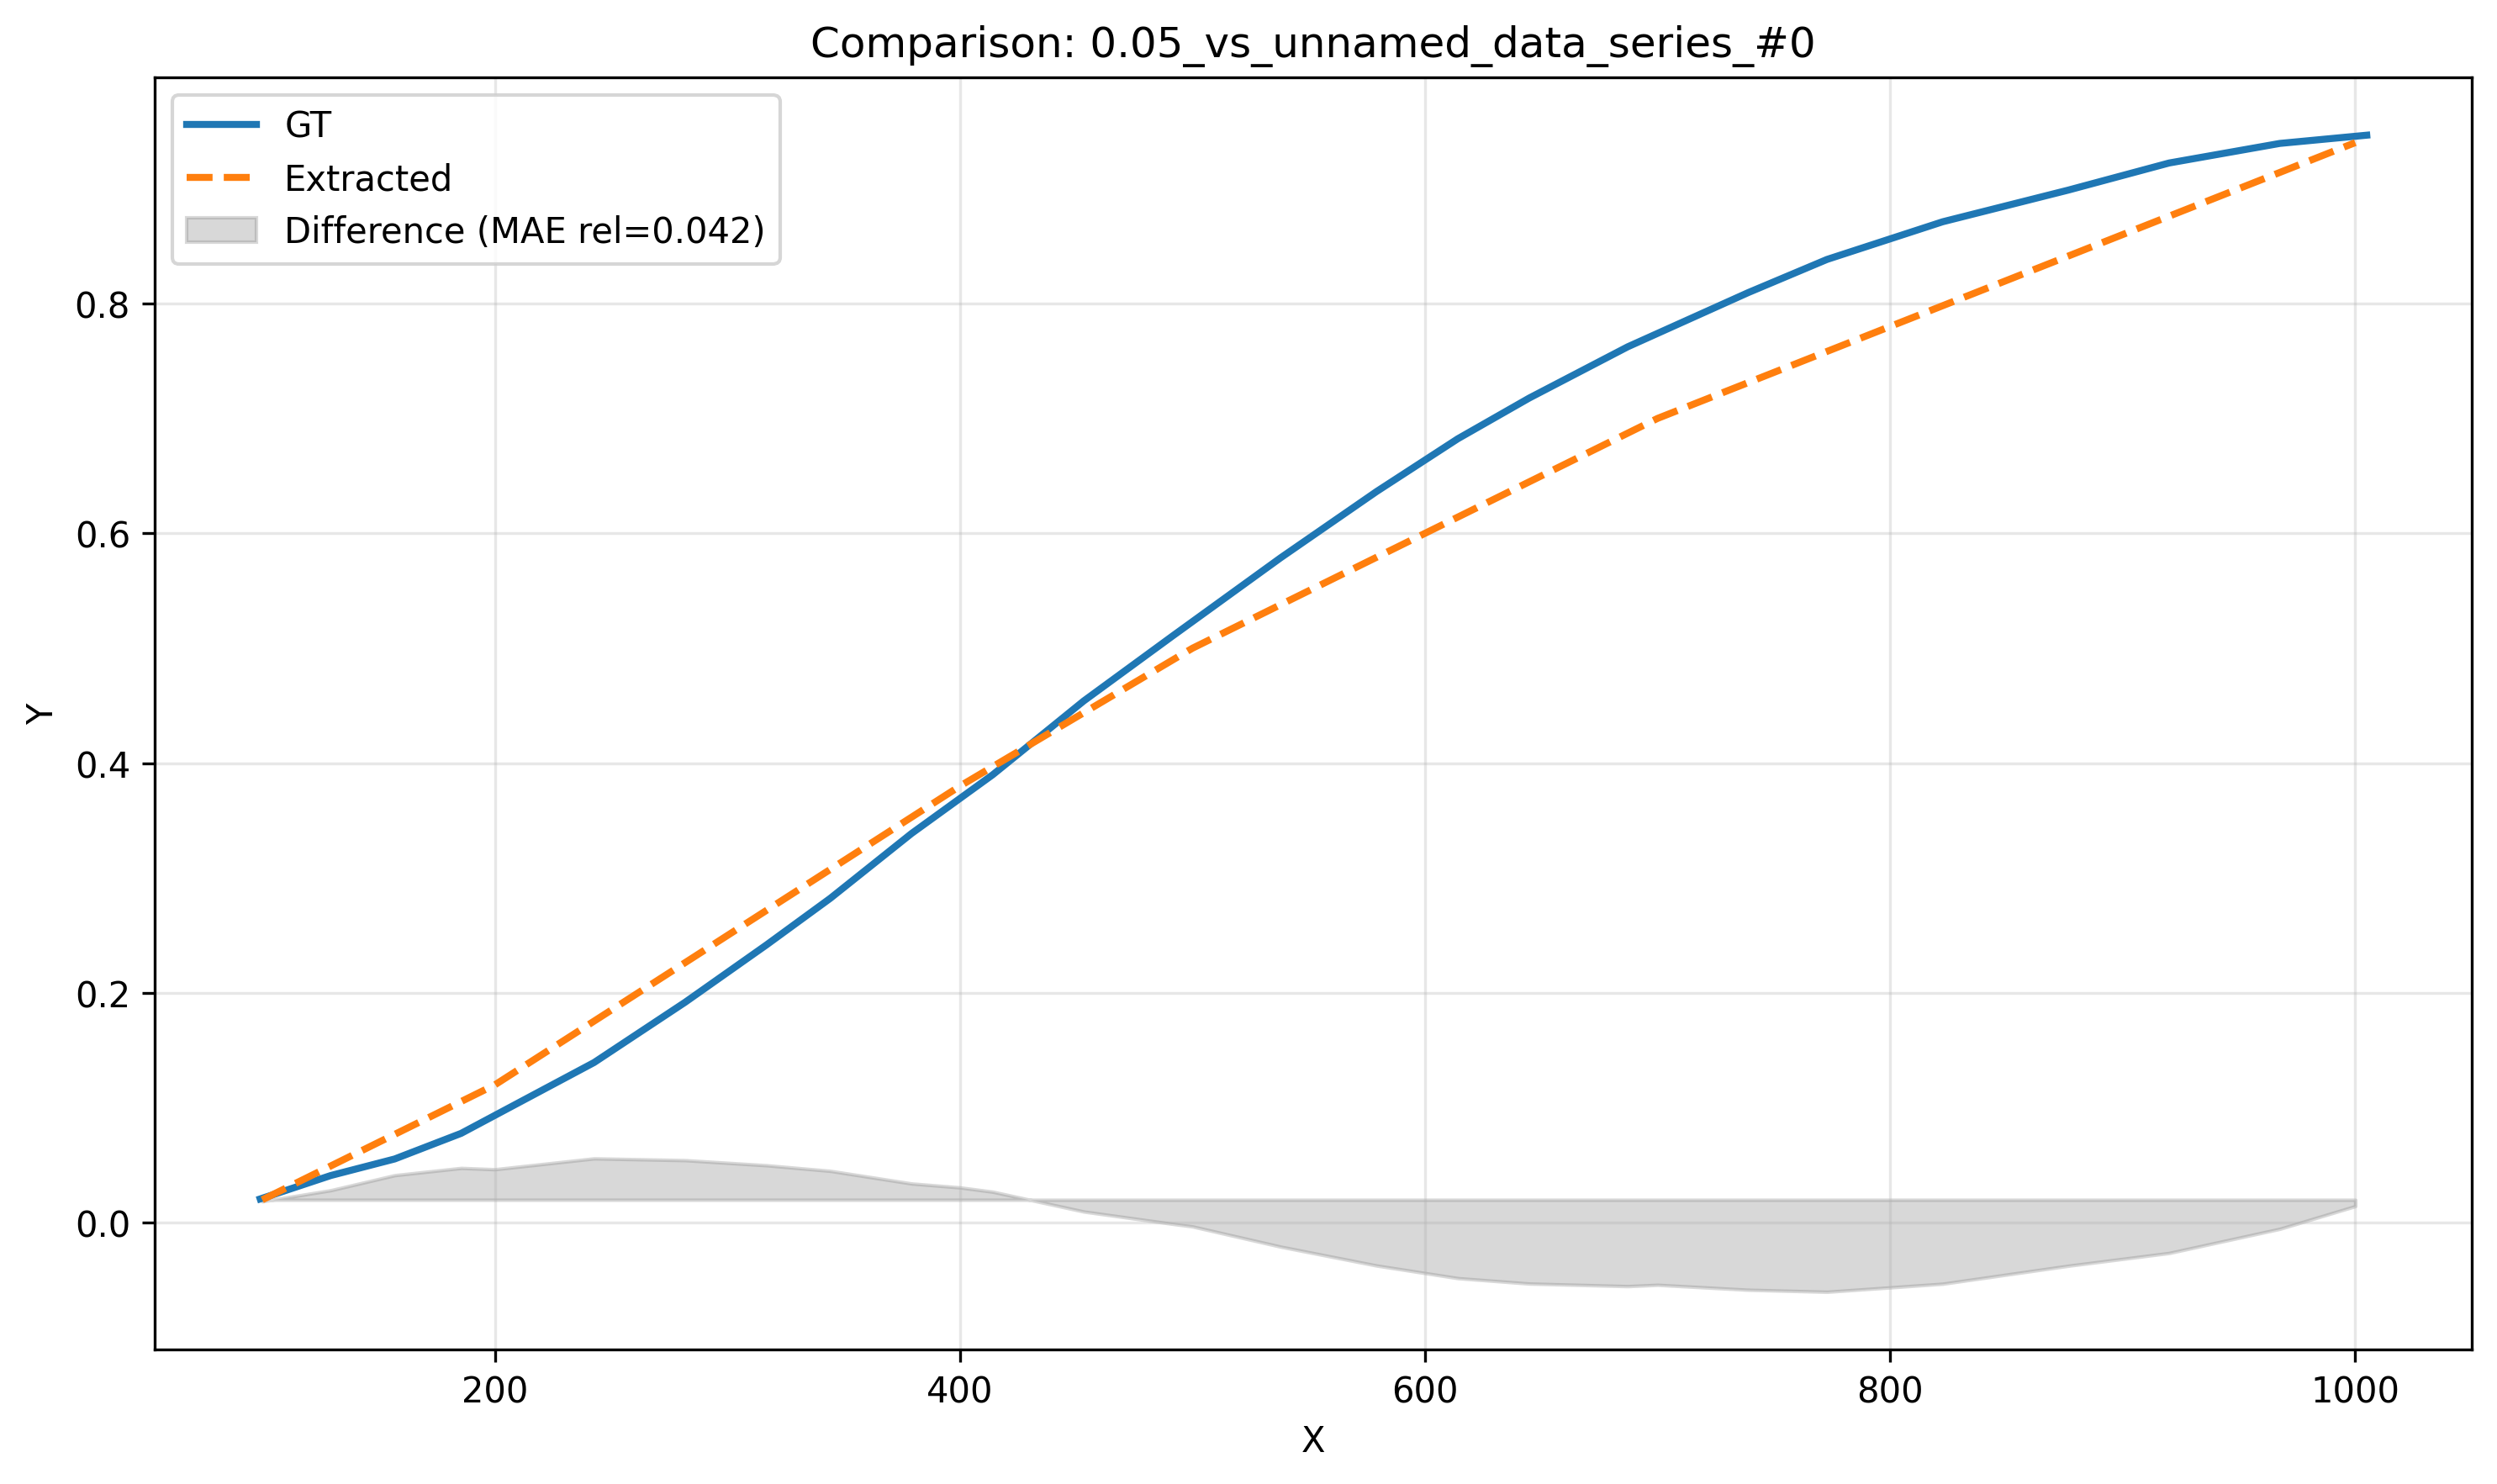 Comparison: 0.05_vs_unnamed_data_series_#0
GT
Extracted
Difference (MAE rel=0.042)
Y
0.8
0.6
0.4
0.2
0.0
200
400
600
800
1000
X